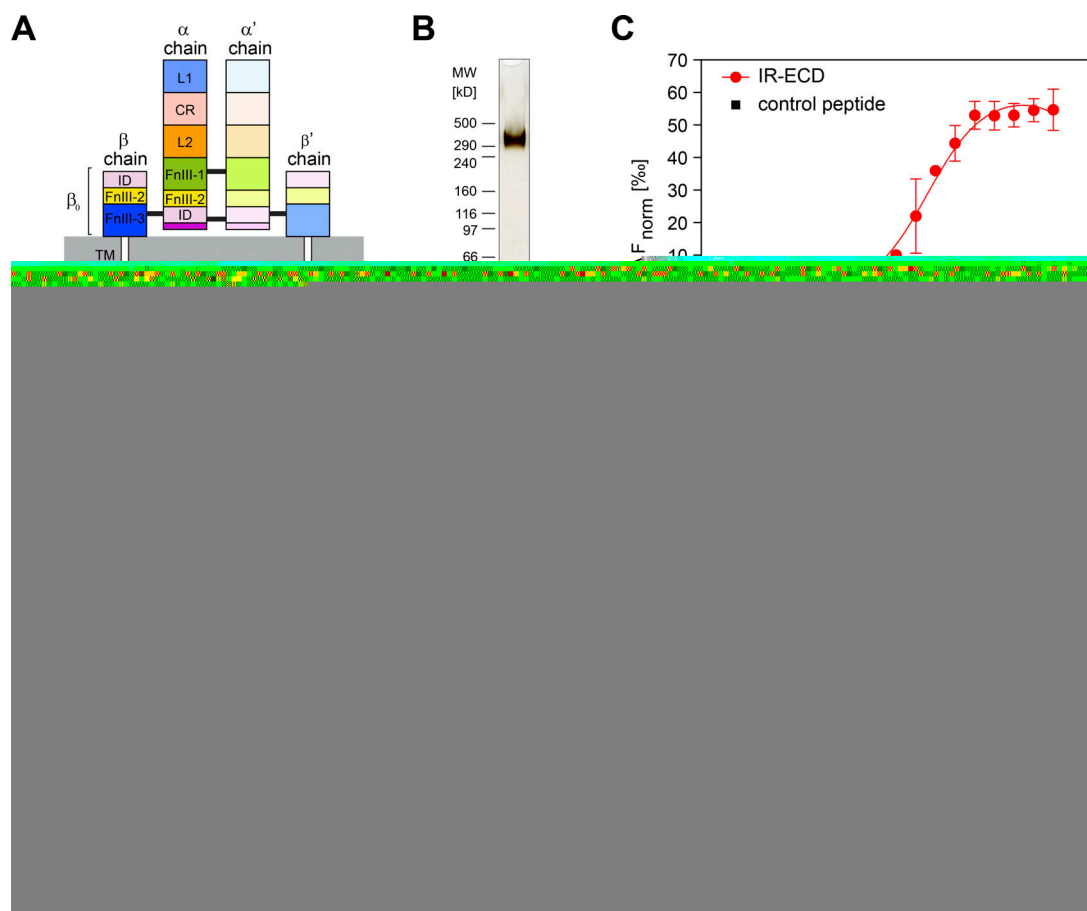 A
α
chain
α'
chain
L1
CR
L2
β
chain
β'
FnIII-1
ID
FnIII-2
FnIII-2
β₀
FnIII-3
ID
TM
B
MW
[kD]
500
290
240
160
116
97
66
C
70
60
50
40
30
20
10
IR-ECD
control peptide
F norm [‰]